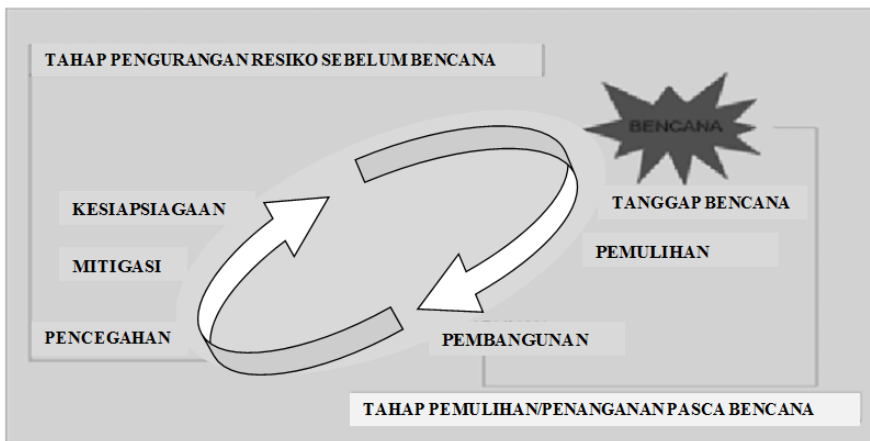 TAHAP PENGURANGAN RESIKO SEBELUM BENCANA
BENCANA
KESIAPSIAGAAN
TANGGAP BENCANA
MITIGASI
PEMULIHAN
PENCEGAHAN
PEMBANGUNAN
TAHAP PEMULIHAN/PENANGANAN PASCA BENCANA